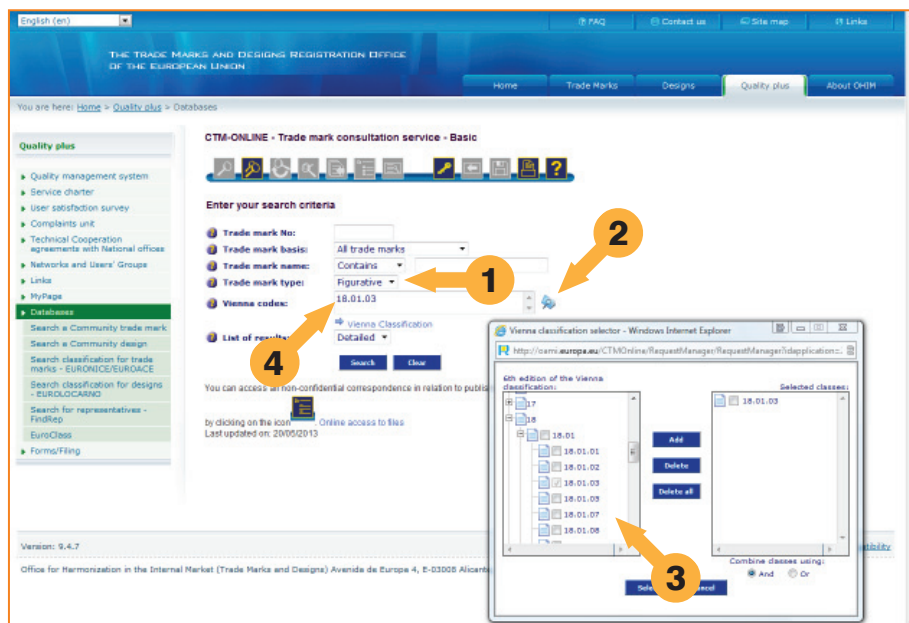 English (en)
FAQ
Contact us
Site map
Links
THE TRADE MARKS AND DESIGNS REGISTRATION OFFICE
OF THE EUROPEAN UNION
Home
Trade Marks
Designs
Quality plus
About OHIM
You are here: Home > Quality plus > Databases
Quality plus
Quality management system
Service charter
User satisfaction survey
Complaints unit
Technical Cooperation
agreements with National offices
Networks and Users' Groups
Links
MyPage
Databases
Search a Community trade mark
Search a Community design
Search classification for trade
marks - EURONICE/EUROACE
Search classification for designs
- EUROLOCARNO
Search for representatives -
FindRep
EuroClass
Forms/Filing
CTM-ONLINE - Trade mark consultation service - Basic
?
Enter your search criteria
Trade mark No:
Trade mark basis: All trade marks
Trade mark name: Contains
Trade mark type: Figurative
Vienna codes: 18.01.03
Vienna Classification
List of results: Detailed
Search Clear
You can access all non-confidential correspondence in relation to
by clicking on the icon . Online access to files
Last updated on: 20/05/2013
1
2
3
4
Vienna classification selector - Windows Internet Explorer
http://oami.europa.eu/CTMOnline/RequestManager/
6th edition of the Vienna
classification:
Selected classes:
17
18
18.01
18.01.01
18.01.02
18.01.03
18.01.05
18.01.07
18.01.08
Add
Delete
Delete all
18.01.03
Combine classes using:
And Or
Version: 9.4.7
Office for Harmonization in the Internal Market (Trade Marks and Designs) Avenida de Europa 4, E-03008